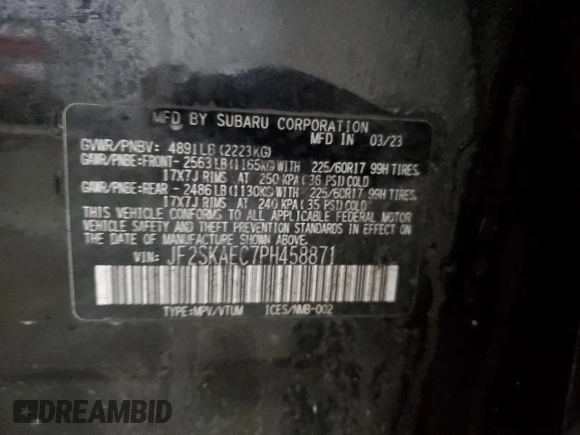 MFD BY SUBARU CORPORATION
MFD IN 03/23
GVWR/PNBV: 4891LB (2223KG)
GAWR/PNBE:FRONT- 2563LB(1165KG)WITH 225/60R17 99H TIRES,
17X7J RIMS AT 250 KPA( 36 PSI)COLD
GAWR/PNBE:REAR - 2486LB(1130KG)WITH 225/60R17 99H TIRES,
17X7J RIMS AT 240 KPA( 35 PSI)COLD
THIS VEHICLE CONFORMS TO ALL APPLICABLE FEDERAL MOTOR
VEHICLE SAFETY STANDARDS IN EFFECT ON THE
DATE OF MANUFACTURE SHOWN ABOVE.
VIN: JF2SKAEC7PH458871
TYPE:MPV/VTUM ICES/NMB-002
DREAMBID